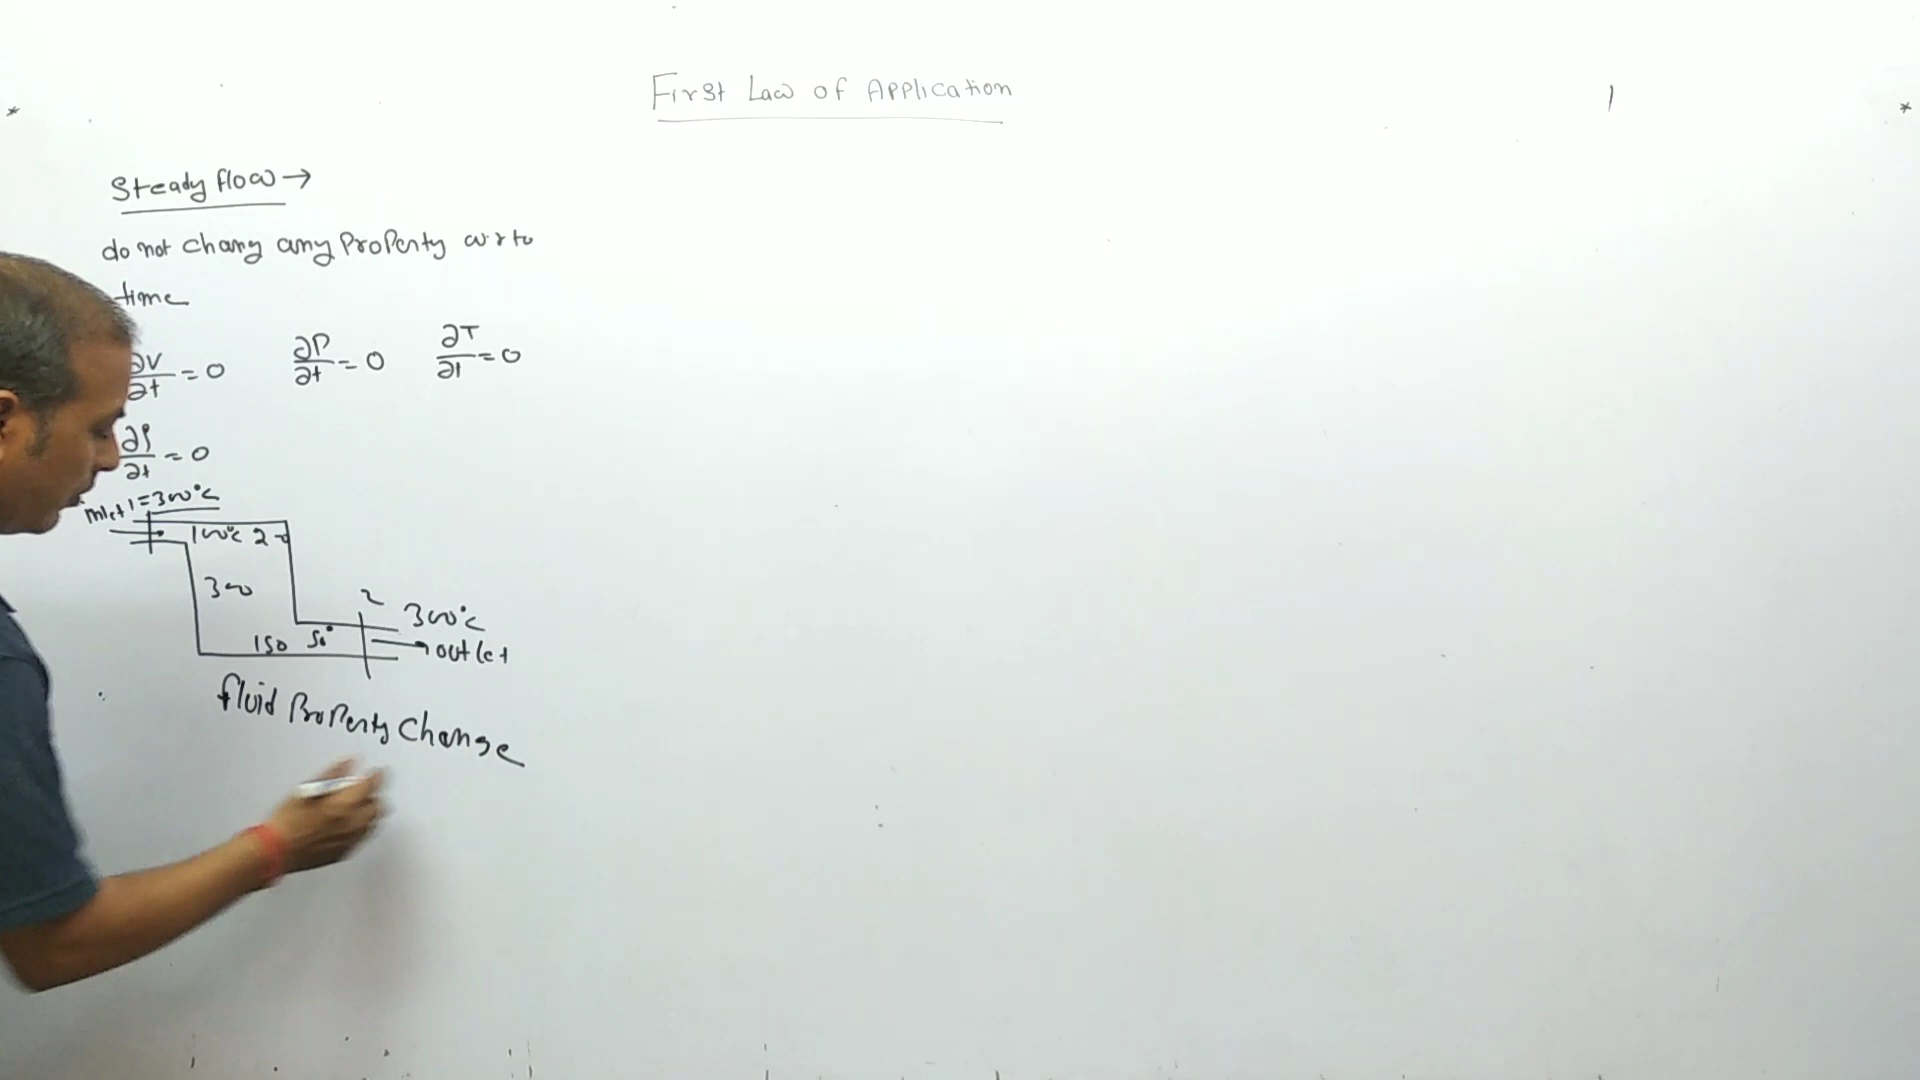 First Law of Application
Steady flow →
do not chang any Property w r to
time
∂V/∂t = 0 ∂P/∂t = 0 ∂T/∂t = 0
∂ρ/∂t = 0
inlet 1 = 300°C
100°C 2
300
2 300°C
150 50° outlet
fluid Property Change